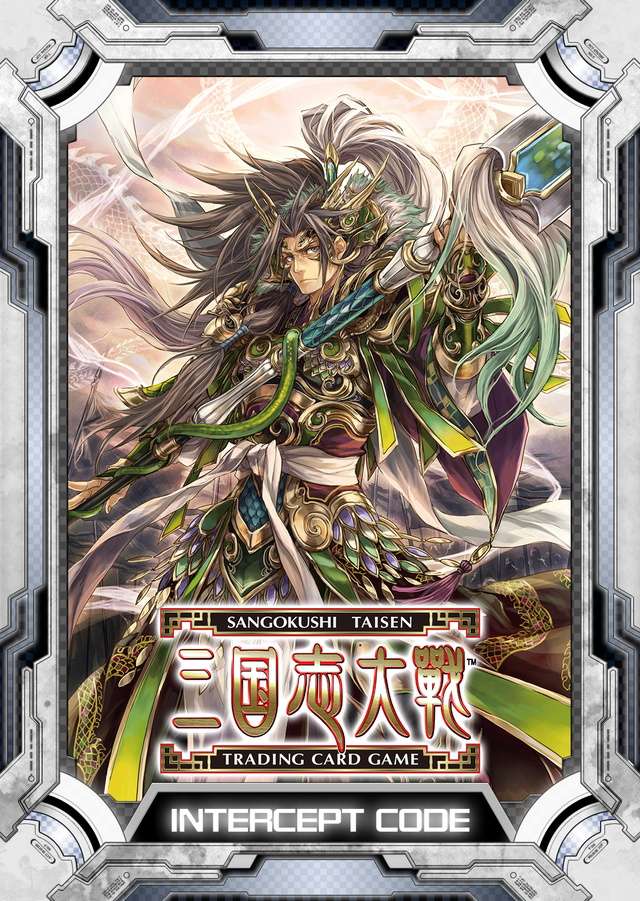 SANGOKUSHI TAISEN
三国志大戦™
TRADING CARD GAME
INTERCEPT CODE